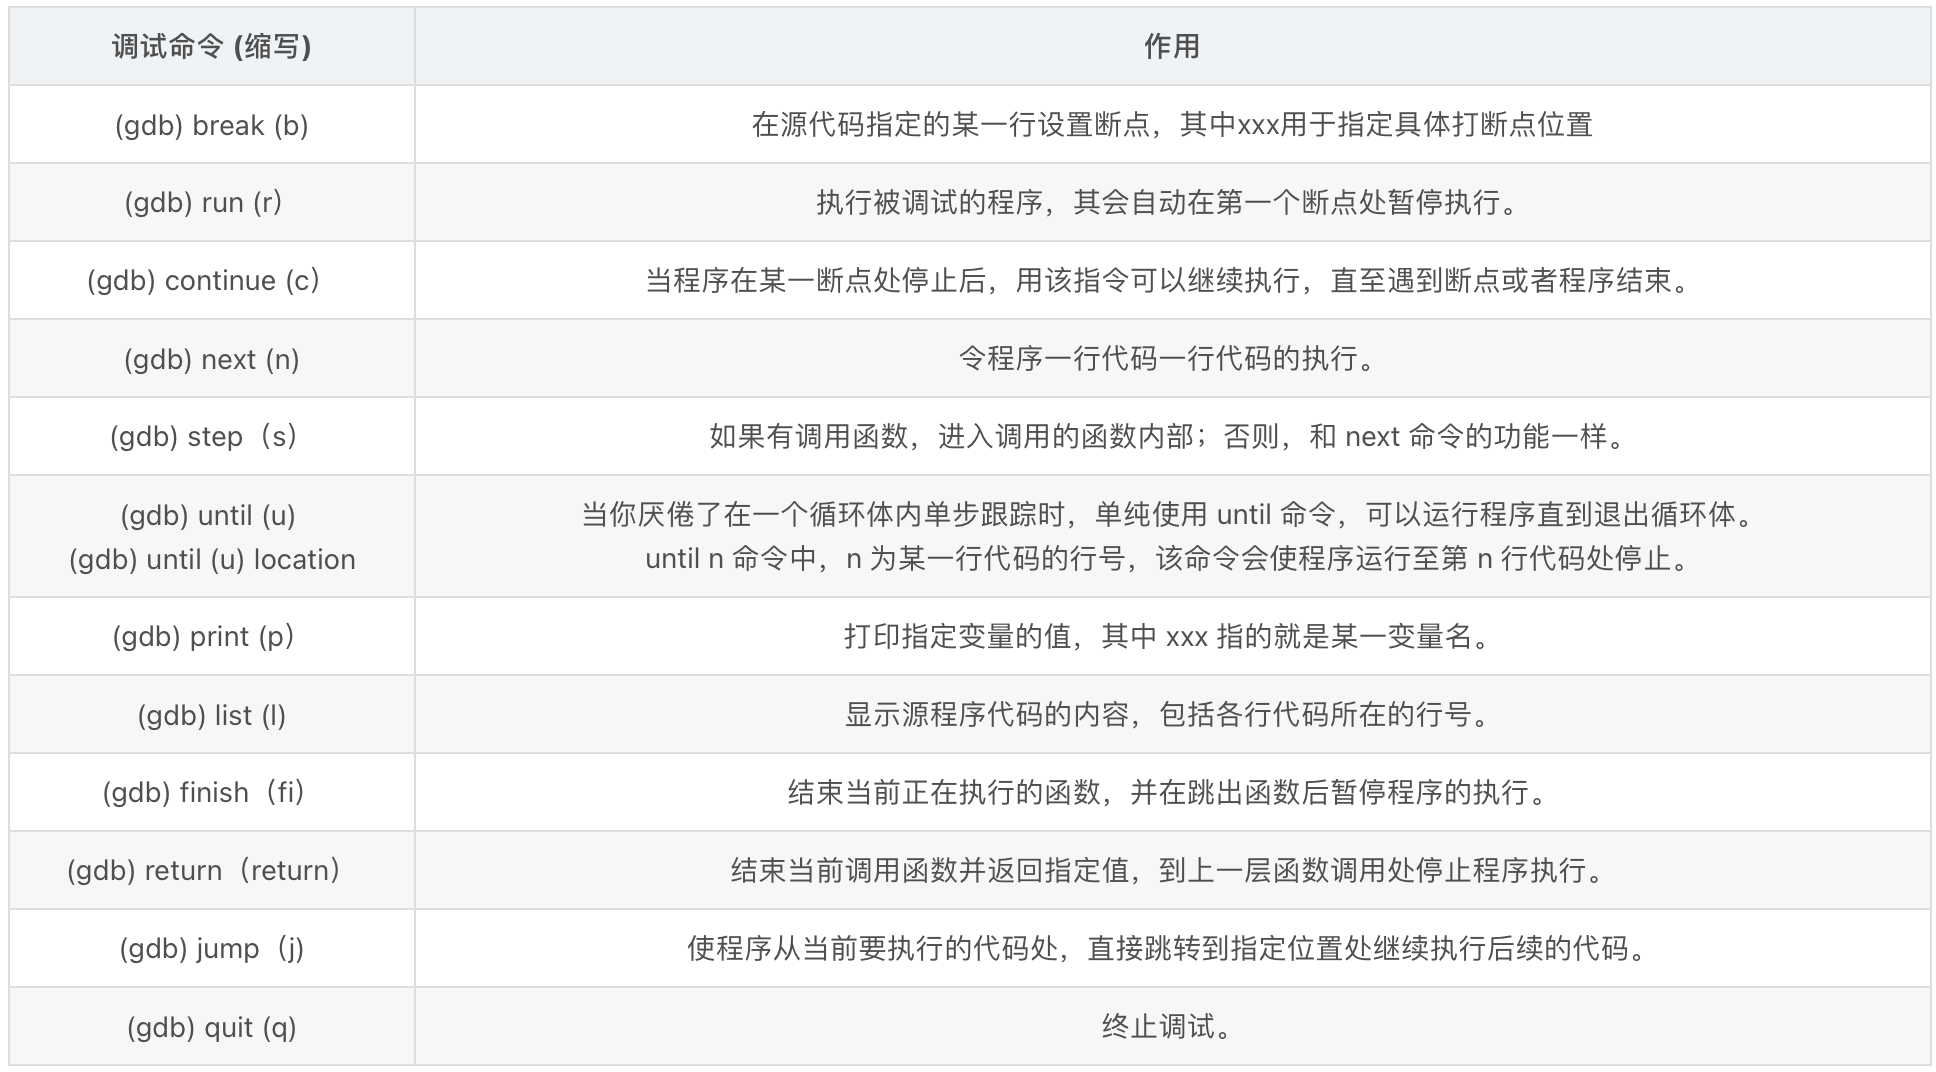 调试命令 (缩写)
作用
(gdb) break (b)
在源代码指定的某一行设置断点，其中xxx用于指定具体打断点位置
(gdb) run (r）
执行被调试的程序，其会自动在第一个断点处暂停执行。
(gdb) continue (c）
当程序在某一断点处停止后，用该指令可以继续执行，直至遇到断点或者程序结束。
(gdb) next (n)
令程序一行代码一行代码的执行。
(gdb) step（s）
如果有调用函数，进入调用的函数内部；否则，和 next 命令的功能一样。
(gdb) until (u)
(gdb) until (u) location
当你厌倦了在一个循环体内单步跟踪时，单纯使用 until 命令，可以运行程序直到退出循环体。
until n 命令中，n 为某一行代码的行号，该命令会使程序运行至第 n 行代码处停止。
(gdb) print (p）
打印指定变量的值，其中 xxx 指的就是某一变量名。
(gdb) list (l)
显示源程序代码的内容，包括各行代码所在的行号。
(gdb) finish（fi）
结束当前正在执行的函数，并在跳出函数后暂停程序的执行。
(gdb) return（return）
结束当前调用函数并返回指定值，到上一层函数调用处停止程序执行。
(gdb) jump（j)
使程序从当前要执行的代码处，直接跳转到指定位置处继续执行后续的代码。
(gdb) quit (q)
终止调试。